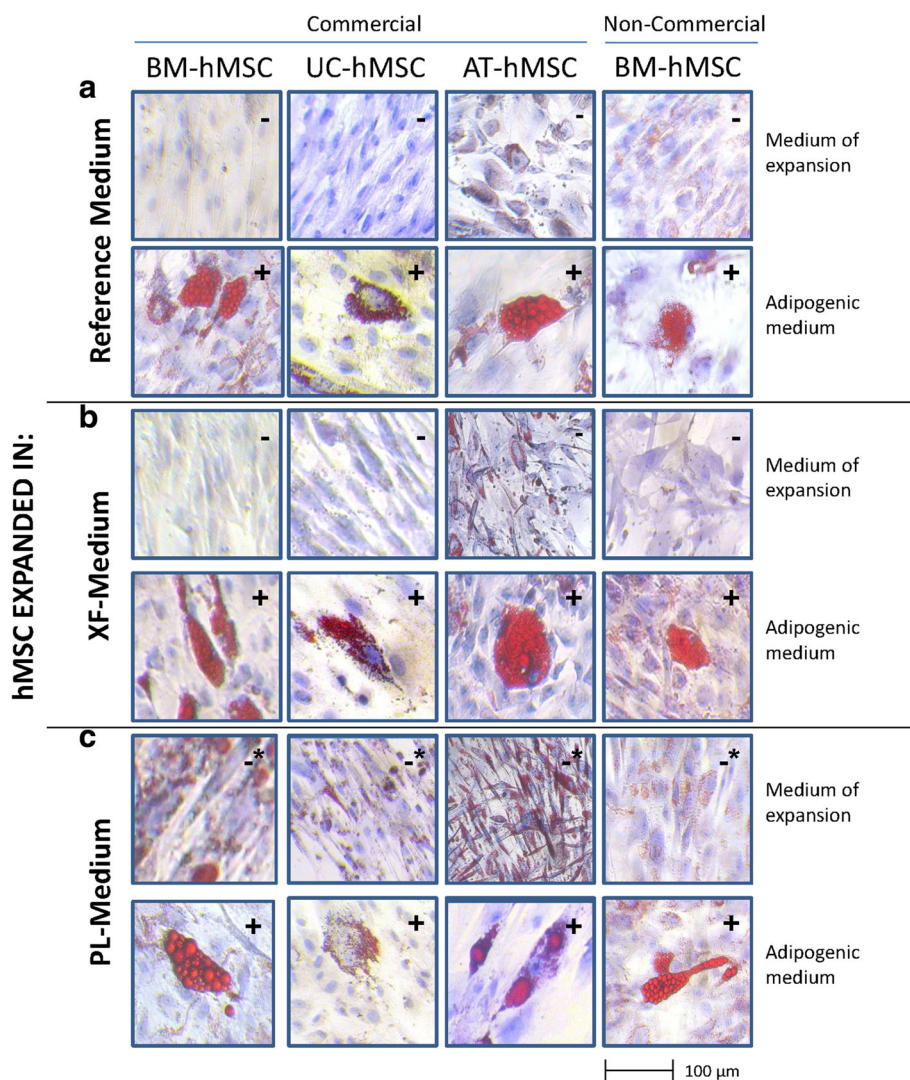 Commercial
Non-Commercial
BM-hMSC UC-hMSC AT-hMSC BM-hMSC
hMSC EXPANDED IN:
a
Reference Medium
- - - -
Medium of
expansion
+ + + +
Adipogenic
medium
b
XF-Medium
- - - -
Medium of
expansion
+ + + +
Adipogenic
medium
c
PL-Medium
-* -* -* -*
Medium of
expansion
+ + + +
Adipogenic
medium
100 µm